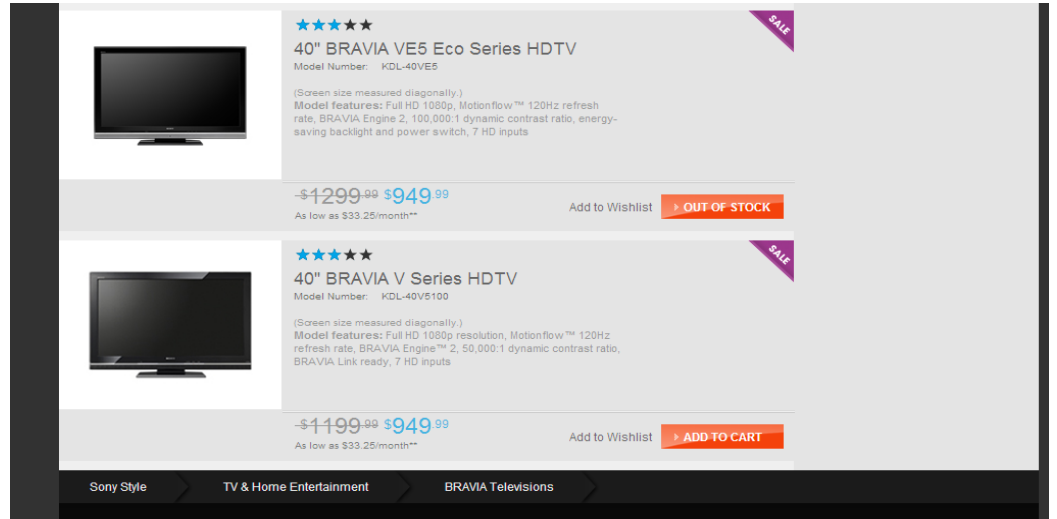 SALE
40" BRAVIA VE5 Eco Series HDTV
Model Number: KDL-40VE5
(Screen size measured diagonally.)
Model features: Full HD 1080p, Motionflow™ 120Hz refresh
rate, BRAVIA Engine 2, 100,000:1 dynamic contrast ratio, energy-
saving backlight and power switch, 7 HD inputs
$1299.99 $949.99
As low as $33.25/month**
Add to Wishlist
OUT OF STOCK
SALE
40" BRAVIA V Series HDTV
Model Number: KDL-40V5100
(Screen size measured diagonally.)
Model features: Full HD 1080p resolution, Motionflow™ 120Hz
refresh rate, BRAVIA Engine™ 2, 50,000:1 dynamic contrast ratio,
BRAVIA Link ready, 7 HD inputs
$1199.99 $949.99
As low as $33.25/month**
Add to Wishlist
ADD TO CART
Sony Style TV & Home Entertainment BRAVIA Televisions